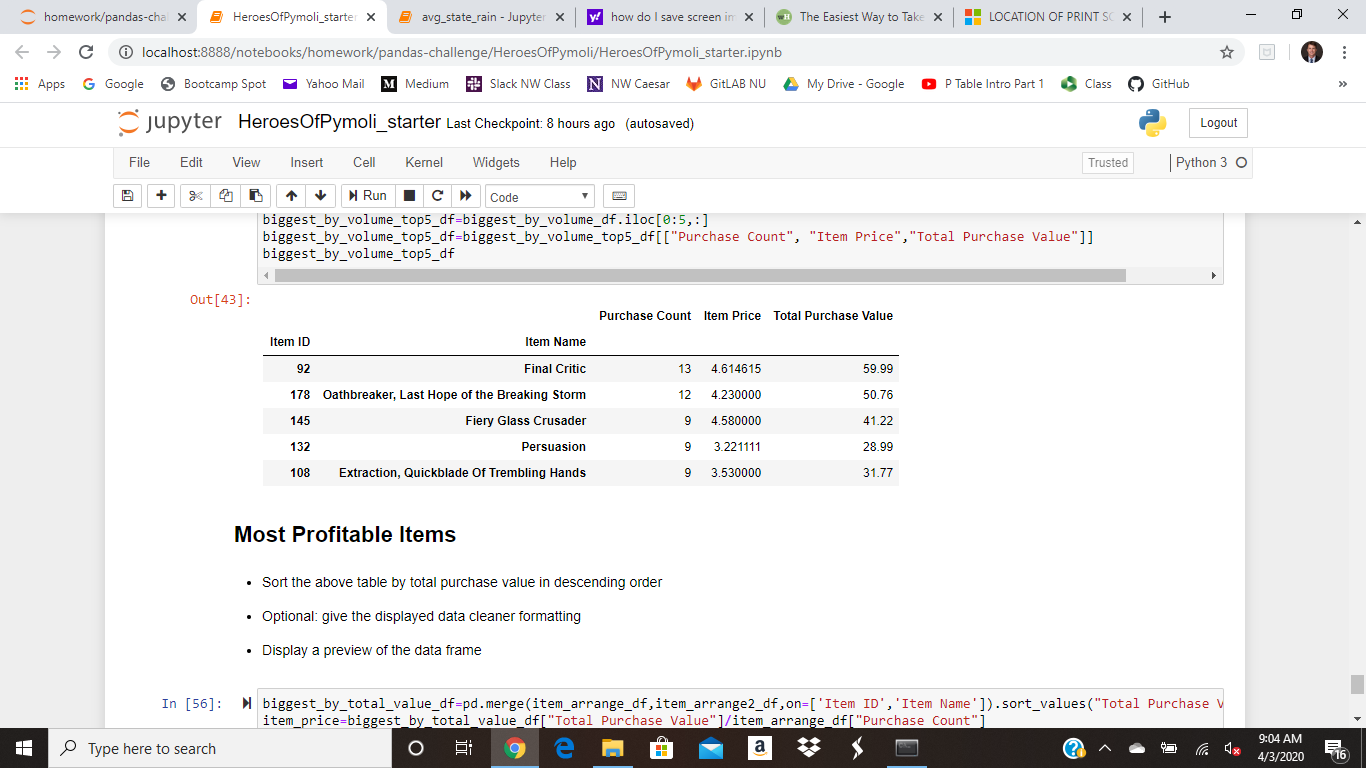 homework/pandas-chal
HeroesOfPymoli_starter
avg_state_rain - Jupyter
how do I save screen im
The Easiest Way to Take
LOCATION OF PRINT SC
localhost:8888/notebooks/homework/pandas-challenge/HeroesOfPymoli/HeroesOfPymoli_starter.ipynb
Apps Google Bootcamp Spot Yahoo Mail Medium Slack NW Class NW Caesar GitLAB NU My Drive - Google P Table Intro Part 1 Class GitHub »
jupyter HeroesOfPymoli_starter Last Checkpoint: 8 hours ago (autosaved) Logout
File Edit View Insert Cell Kernel Widgets Help Trusted Python 3
Run Code
biggest_by_volume_top5_df=biggest_by_volume_df.iloc[0:5,:]
biggest_by_volume_top5_df=biggest_by_volume_top5_df[["Purchase Count", "Item Price","Total Purchase Value"]]
biggest_by_volume_top5_df
Out[43]:
Purchase Count Item Price Total Purchase Value
Item ID Item Name
92 Final Critic 13 4.614615 59.99
178 Oathbreaker, Last Hope of the Breaking Storm 12 4.230000 50.76
145 Fiery Glass Crusader 9 4.580000 41.22
132 Persuasion 9 3.221111 28.99
108 Extraction, Quickblade Of Trembling Hands 9 3.530000 31.77
Most Profitable Items
• Sort the above table by total purchase value in descending order
• Optional: give the displayed data cleaner formatting
• Display a preview of the data frame
In [56]: biggest_by_total_value_df=pd.merge(item_arrange_df,item_arrange2_df,on=['Item ID','Item Name']).sort_values("Total Purchase V
item_price=biggest_by_total_value_df["Total Purchase Value"]/item_arrange_df["Purchase Count"]
Type here to search
9:04 AM
4/3/2020
16